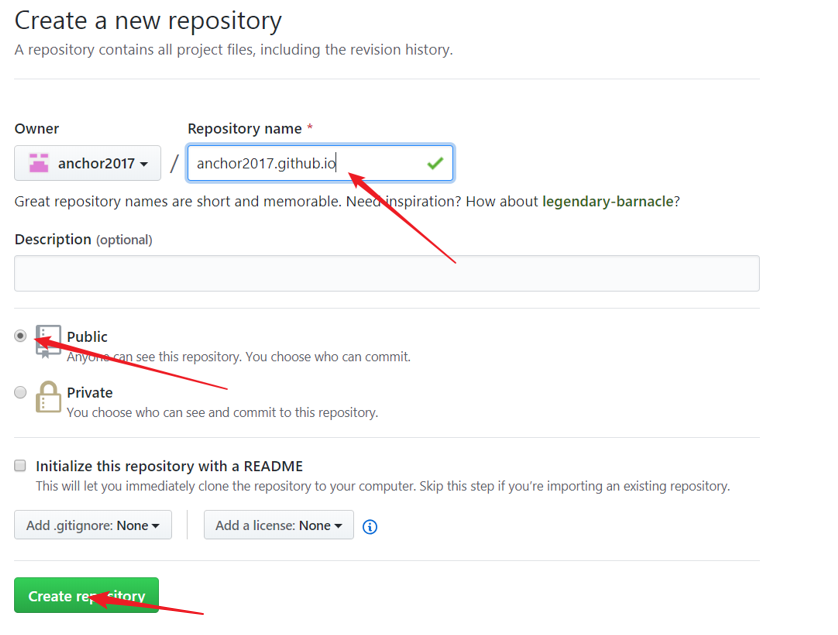 Create a new repository
A repository contains all project files, including the revision history.
Owner
Repository name *
anchor2017
/
anchor2017.github.io
Great repository names are short and memorable. Need inspiration? How about legendary-barnacle?
Description (optional)
Public
Anyone can see this repository. You choose who can commit.
Private
You choose who can see and commit to this repository.
Initialize this repository with a README
This will let you immediately clone the repository to your computer. Skip this step if you're importing an existing repository.
Add .gitignore: None
Add a license: None
Create repository